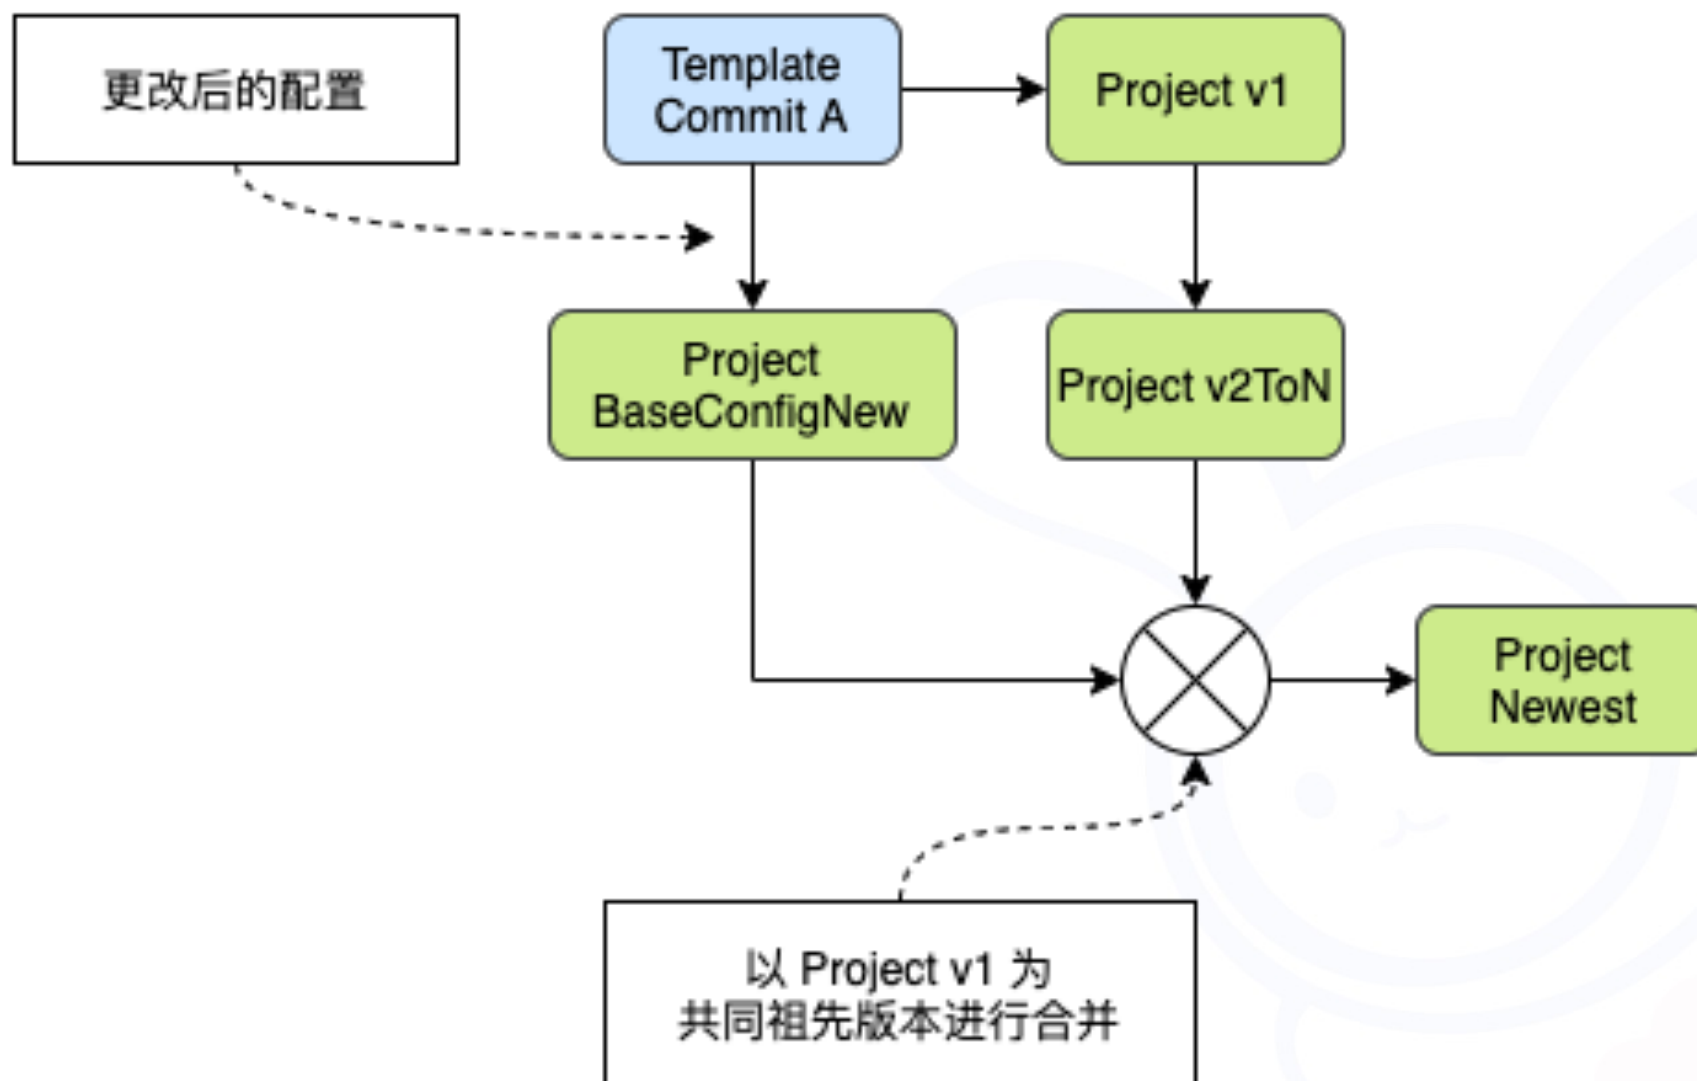 更改后的配置
Template
Commit A
Project v1
Project
BaseConfigNew
Project v2ToN
Project
Newest
以 Project v1 为
共同祖先版本进行合并